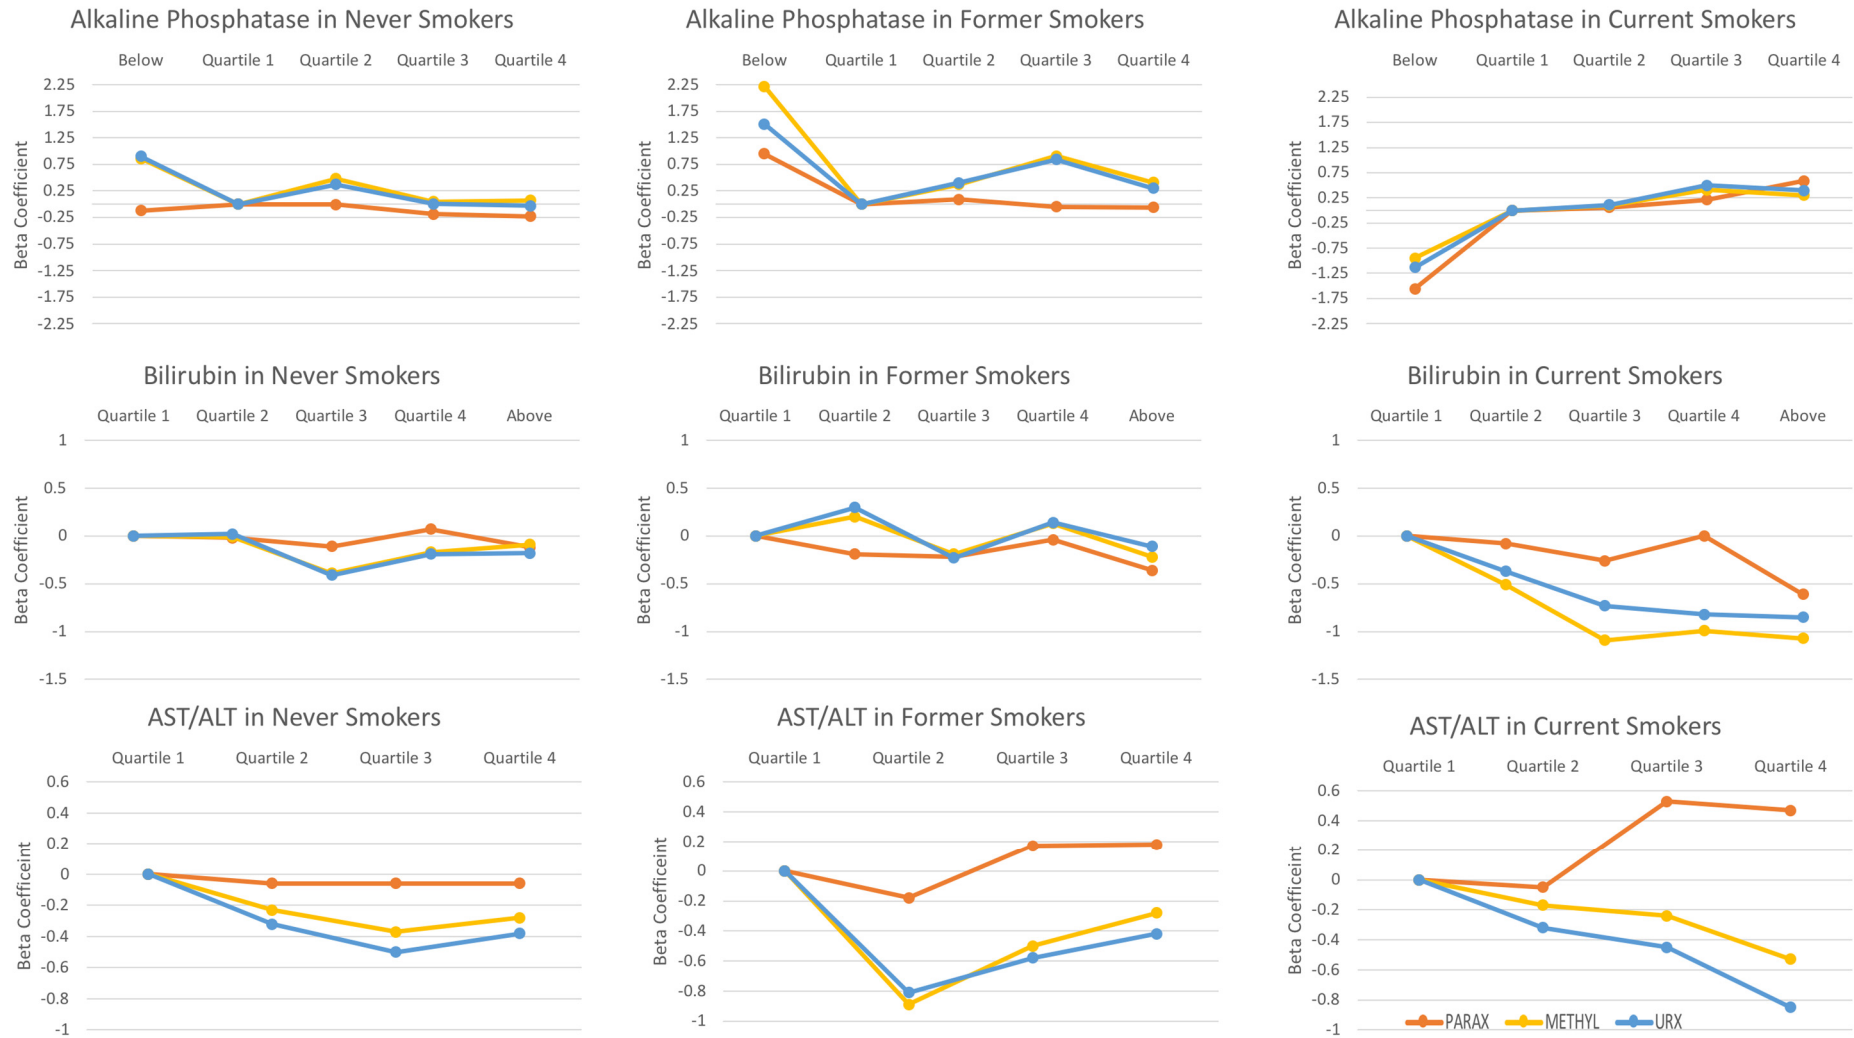 Alkaline Phosphatase in Never Smokers
Below Quartile 1 Quartile 2 Quartile 3 Quartile 4
2.25
1.75
1.25
0.75
0.25
-0.25
-0.75
-1.25
-1.75
-2.25
Beta Coefficient
Alkaline Phosphatase in Former Smokers
Below Quartile 1 Quartile 2 Quartile 3 Quartile 4
2.25
1.75
1.25
0.75
0.25
-0.25
-0.75
-1.25
-1.75
-2.25
Beta Coefficient
Alkaline Phosphatase in Current Smokers
Below Quartile 1 Quartile 2 Quartile 3 Quartile 4
2.25
1.75
1.25
0.75
0.25
-0.25
-0.75
-1.25
-1.75
-2.25
Beta Coefficient
Bilirubin in Never Smokers
Quartile 1 Quartile 2 Quartile 3 Quartile 4 Above
1
0.5
0
-0.5
-1
-1.5
Beta Coefficient
Bilirubin in Former Smokers
Quartile 1 Quartile 2 Quartile 3 Quartile 4 Above
1
0.5
0
-0.5
-1
-1.5
Beta Coefficient
Bilirubin in Current Smokers
Quartile 1 Quartile 2 Quartile 3 Quartile 4 Above
1
0.5
0
-0.5
-1
-1.5
Beta Coefficient
AST/ALT in Never Smokers
Quartile 1 Quartile 2 Quartile 3 Quartile 4
0.6
0.4
0.2
0
-0.2
-0.4
-0.6
-0.8
-1
Beta Coefficeint
AST/ALT in Former Smokers
Quartile 1 Quartile 2 Quartile 3 Quartile 4
0.6
0.4
0.2
0
-0.2
-0.4
-0.6
-0.8
-1
Beta Coefficeint
AST/ALT in Current Smokers
Quartile 1 Quartile 2 Quartile 3 Quartile 4
0.6
0.4
0.2
0
-0.2
-0.4
-0.6
-0.8
-1
Beta Coefficeint
PARAX METHYL URX